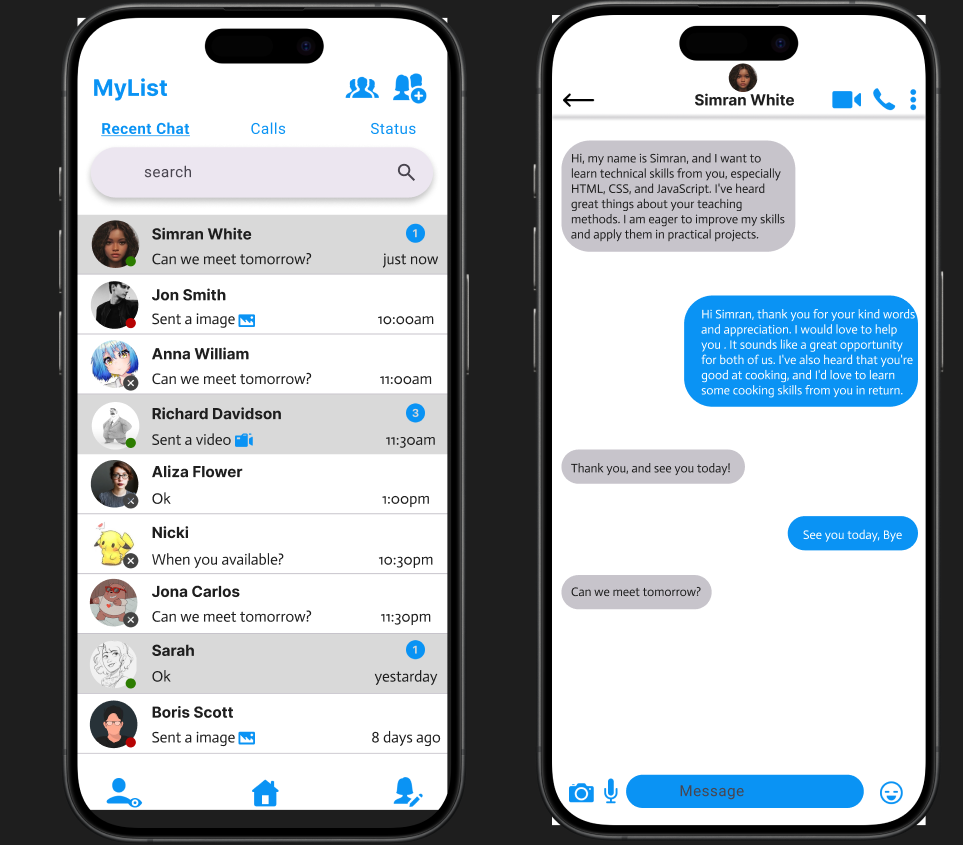 MyList
Recent Chat Calls Status
search
Simran White 1
Can we meet tomorrow? just now
Jon Smith
Sent a image 10:00am
Anna William
Can we meet tomorrow? 11:00am
Richard Davidson 3
Sent a video 11:30am
Aliza Flower
Ok 1:00pm
Nicki
When you available? 10:30pm
Jona Carlos
Can we meet tomorrow? 11:30pm
Sarah 1
Ok yestarday
Boris Scott
Sent a image 8 days ago
Simran White
Hi, my name is Simran, and I want to
learn technical skills from you, especially
HTML, CSS, and JavaScript. I've heard
great things about your teaching
methods. I am eager to improve my skills
and apply them in practical projects.
Hi Simran, thank you for your kind words
and appreciation. I would love to help
you . It sounds like a great opportunity
for both of us. I've also heard that you're
good at cooking, and I'd love to learn
some cooking skills from you in return.
Thank you, and see you today!
See you today, Bye
Can we meet tomorrow?
Message